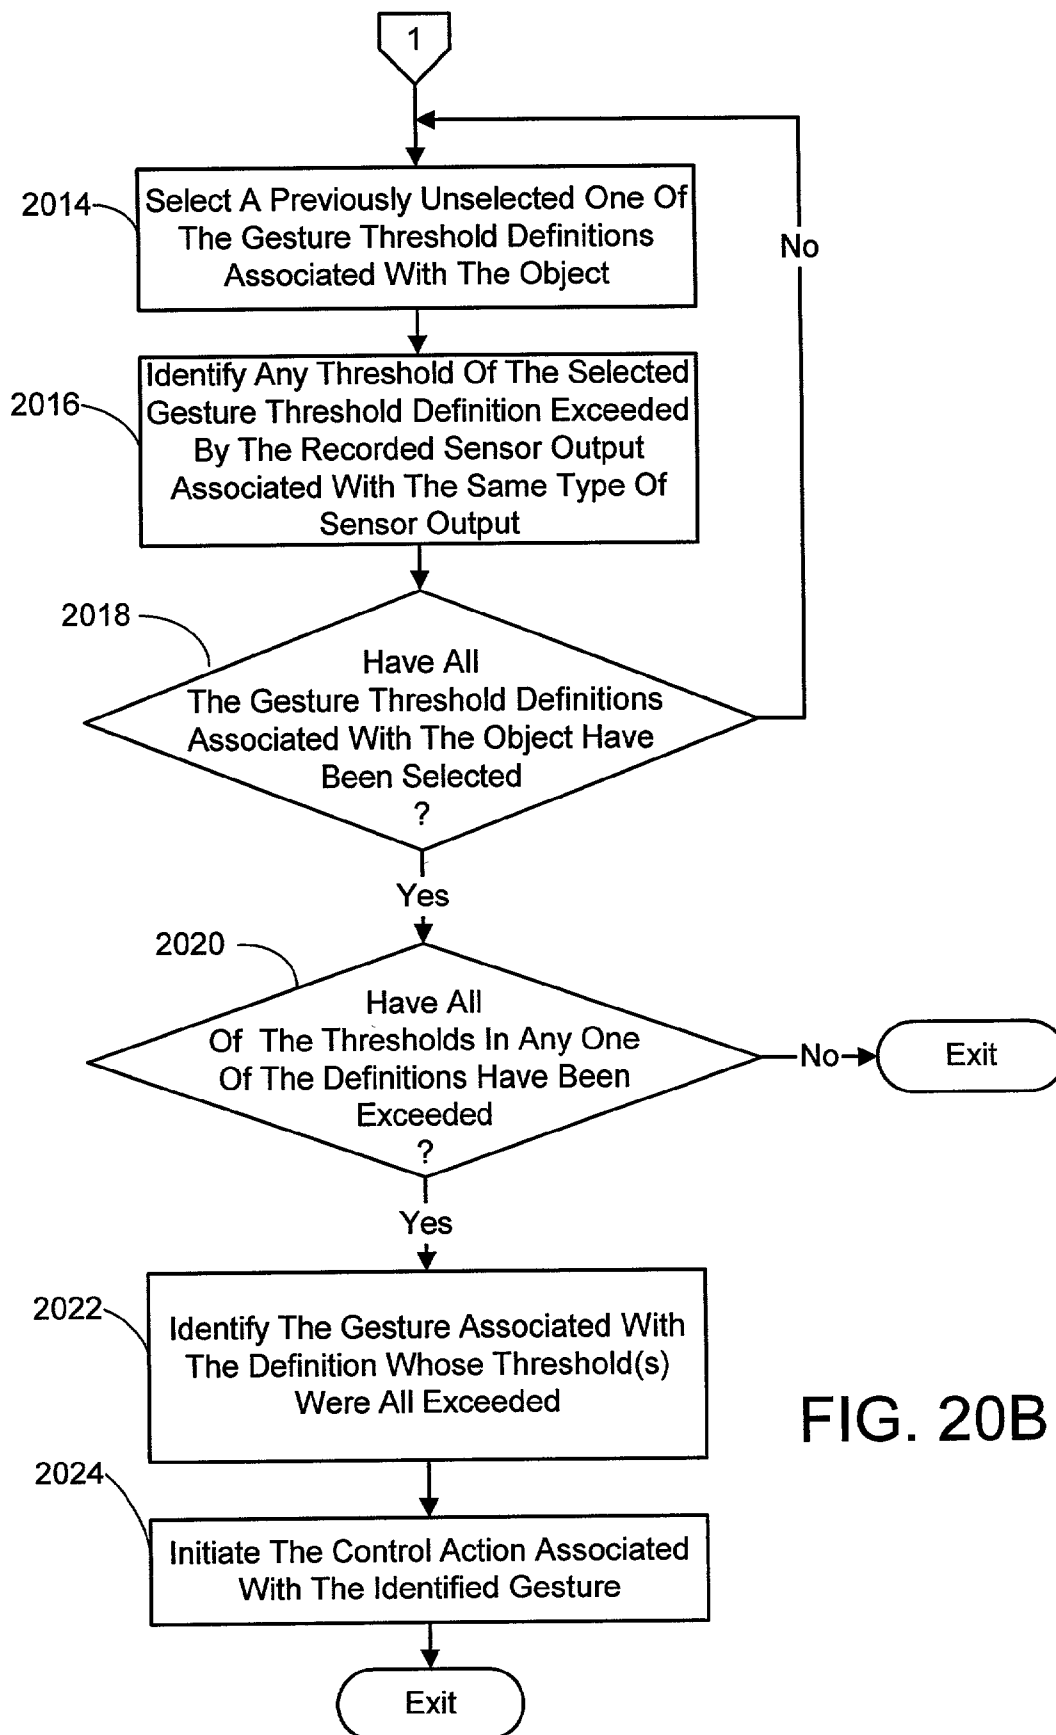 1
2014
Select A Previously Unselected One Of
The Gesture Threshold Definitions
Associated With The Object
No
2016
Identify Any Threshold Of The Selected
Gesture Threshold Definition Exceeded
By The Recorded Sensor Output
Associated With The Same Type Of
Sensor Output
2018
Have All
The Gesture Threshold Definitions
Associated With The Object Have
Been Selected
?
Yes
2020
Have All
Of The Thresholds In Any One
Of The Definitions Have Been
Exceeded
?
No
Exit
Yes
2022
Identify The Gesture Associated With
The Definition Whose Threshold(s)
Were All Exceeded
FIG. 20B
2024
Initiate The Control Action Associated
With The Identified Gesture
Exit